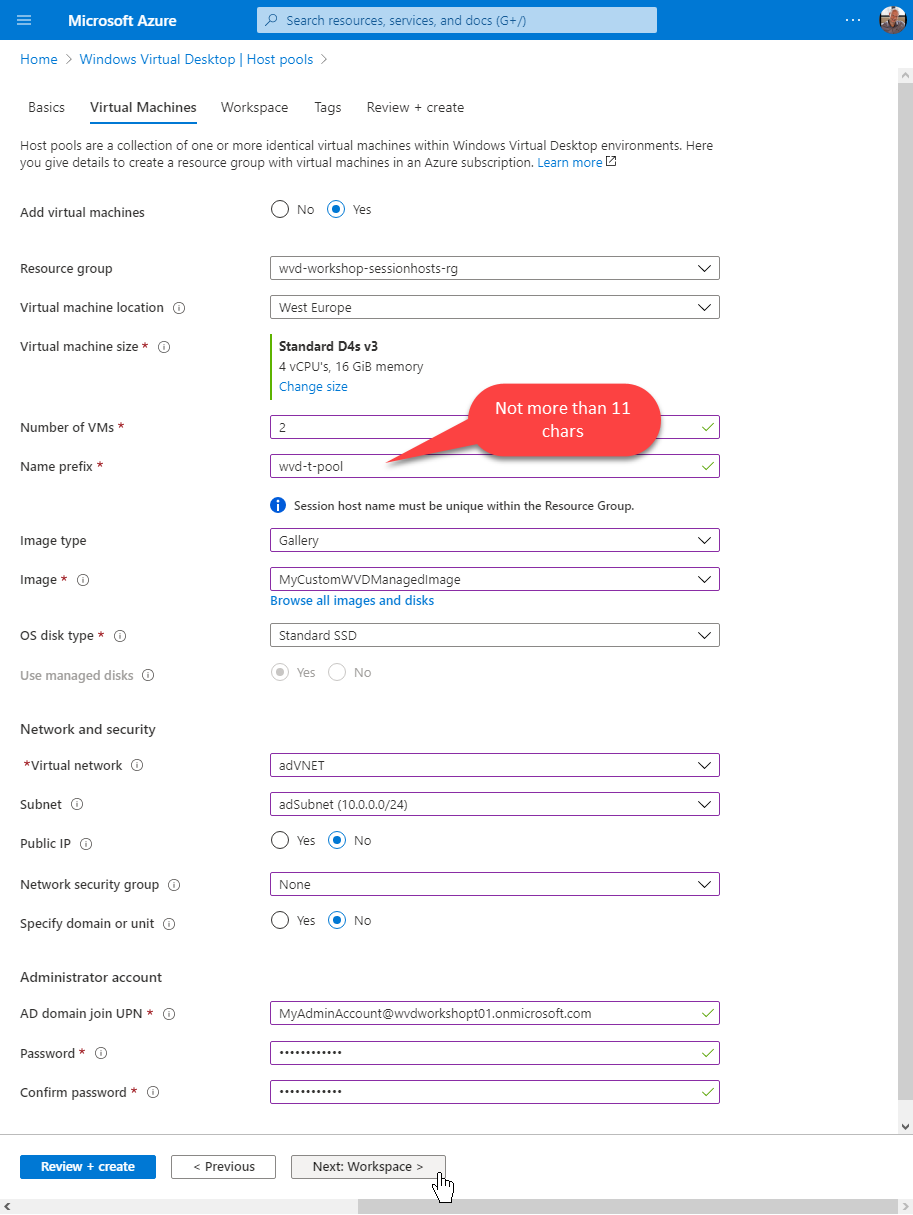 Microsoft Azure
Search resources, services, and docs (G+/)
Home > Windows Virtual Desktop | Host pools >
Basics Virtual Machines Workspace Tags Review + create
Host pools are a collection of one or more identical virtual machines within Windows Virtual Desktop environments. Here
you give details to create a resource group with virtual machines in an Azure subscription. Learn more
Add virtual machines No Yes
Resource group wvd-workshop-sessionhosts-rg
Virtual machine location West Europe
Virtual machine size * Standard D4s v3
4 vCPU's, 16 GiB memory
Change size
Not more than 11
chars
Number of VMs * 2
Name prefix * wvd-t-pool
Session host name must be unique within the Resource Group.
Image type Gallery
Image * MyCustomWVDManagedImage
Browse all images and disks
OS disk type * Standard SSD
Use managed disks Yes No
Network and security
*Virtual network adVNET
Subnet adSubnet (10.0.0.0/24)
Public IP Yes No
Network security group None
Specify domain or unit Yes No
Administrator account
AD domain join UPN * MyAdminAccount@wvdworkshopt01.onmicrosoft.com
Password * ••••••••••••
Confirm password * ••••••••••••
Review + create < Previous Next: Workspace >